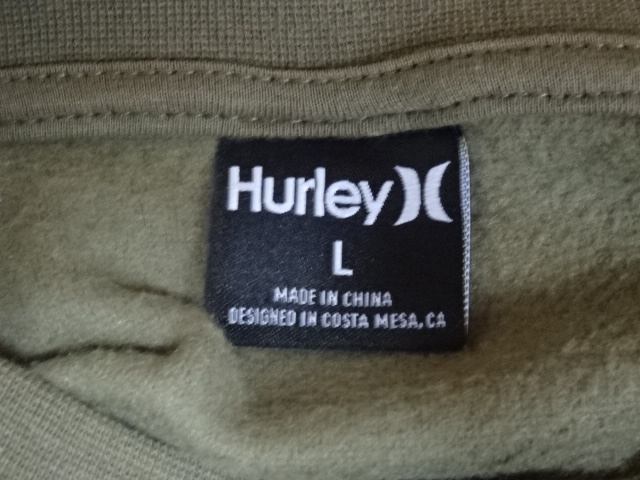 Hurley
L
MADE IN CHINA
DESIGNED IN COSTA MESA, CA